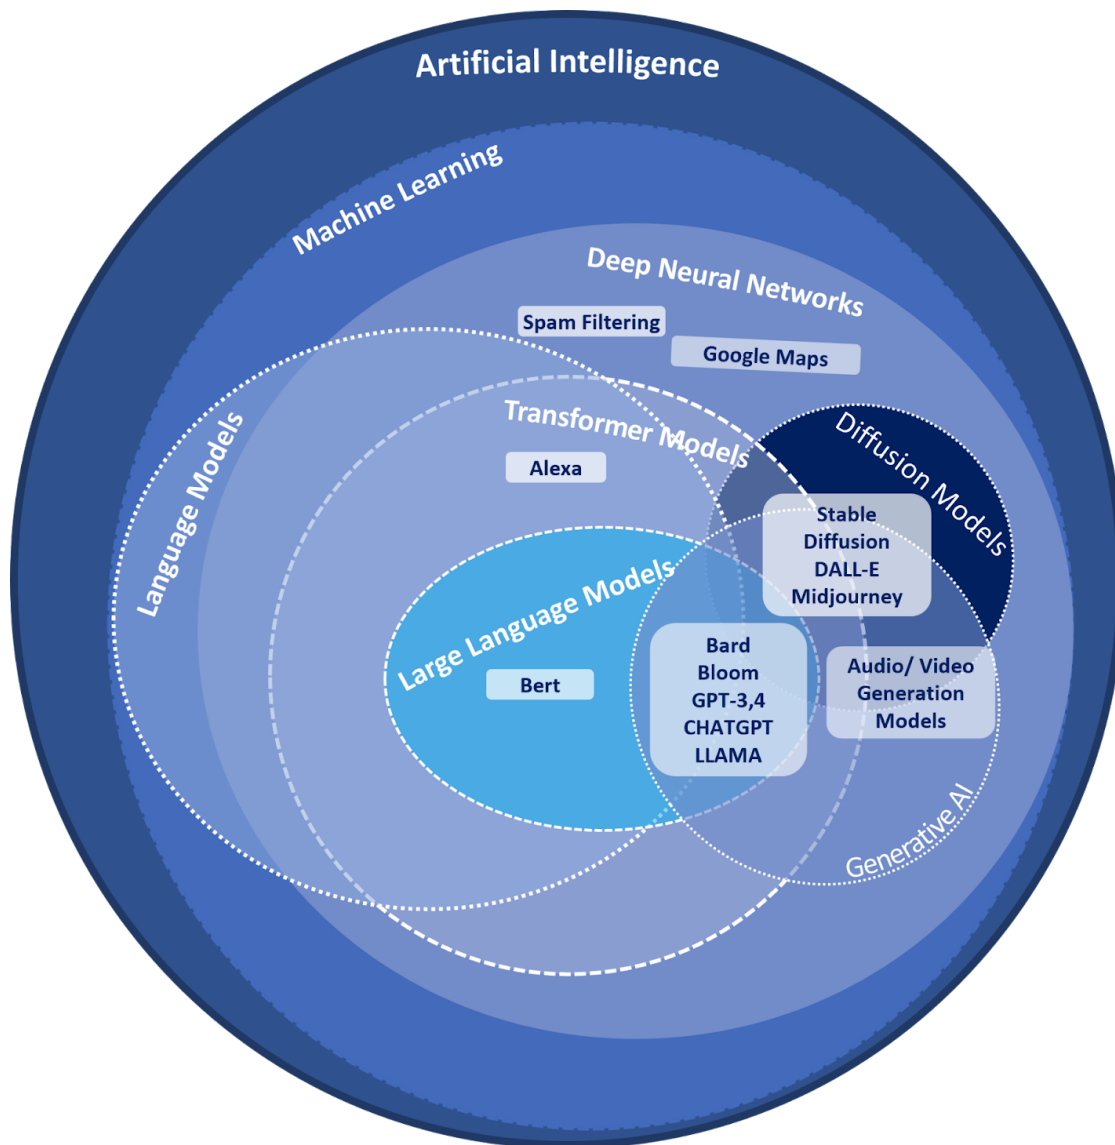 Artificial Intelligence
Machine Learning
Deep Neural Networks
Spam Filtering
Google Maps
Language Models
Transformer Models
Alexa
Diffusion Models
Stable
Diffusion
DALL-E
Midjourney
Large Language Models
Bert
Bard
Bloom
GPT-3,4
CHATGPT
LLAMA
Audio/ Video
Generation
Models
Generative AI